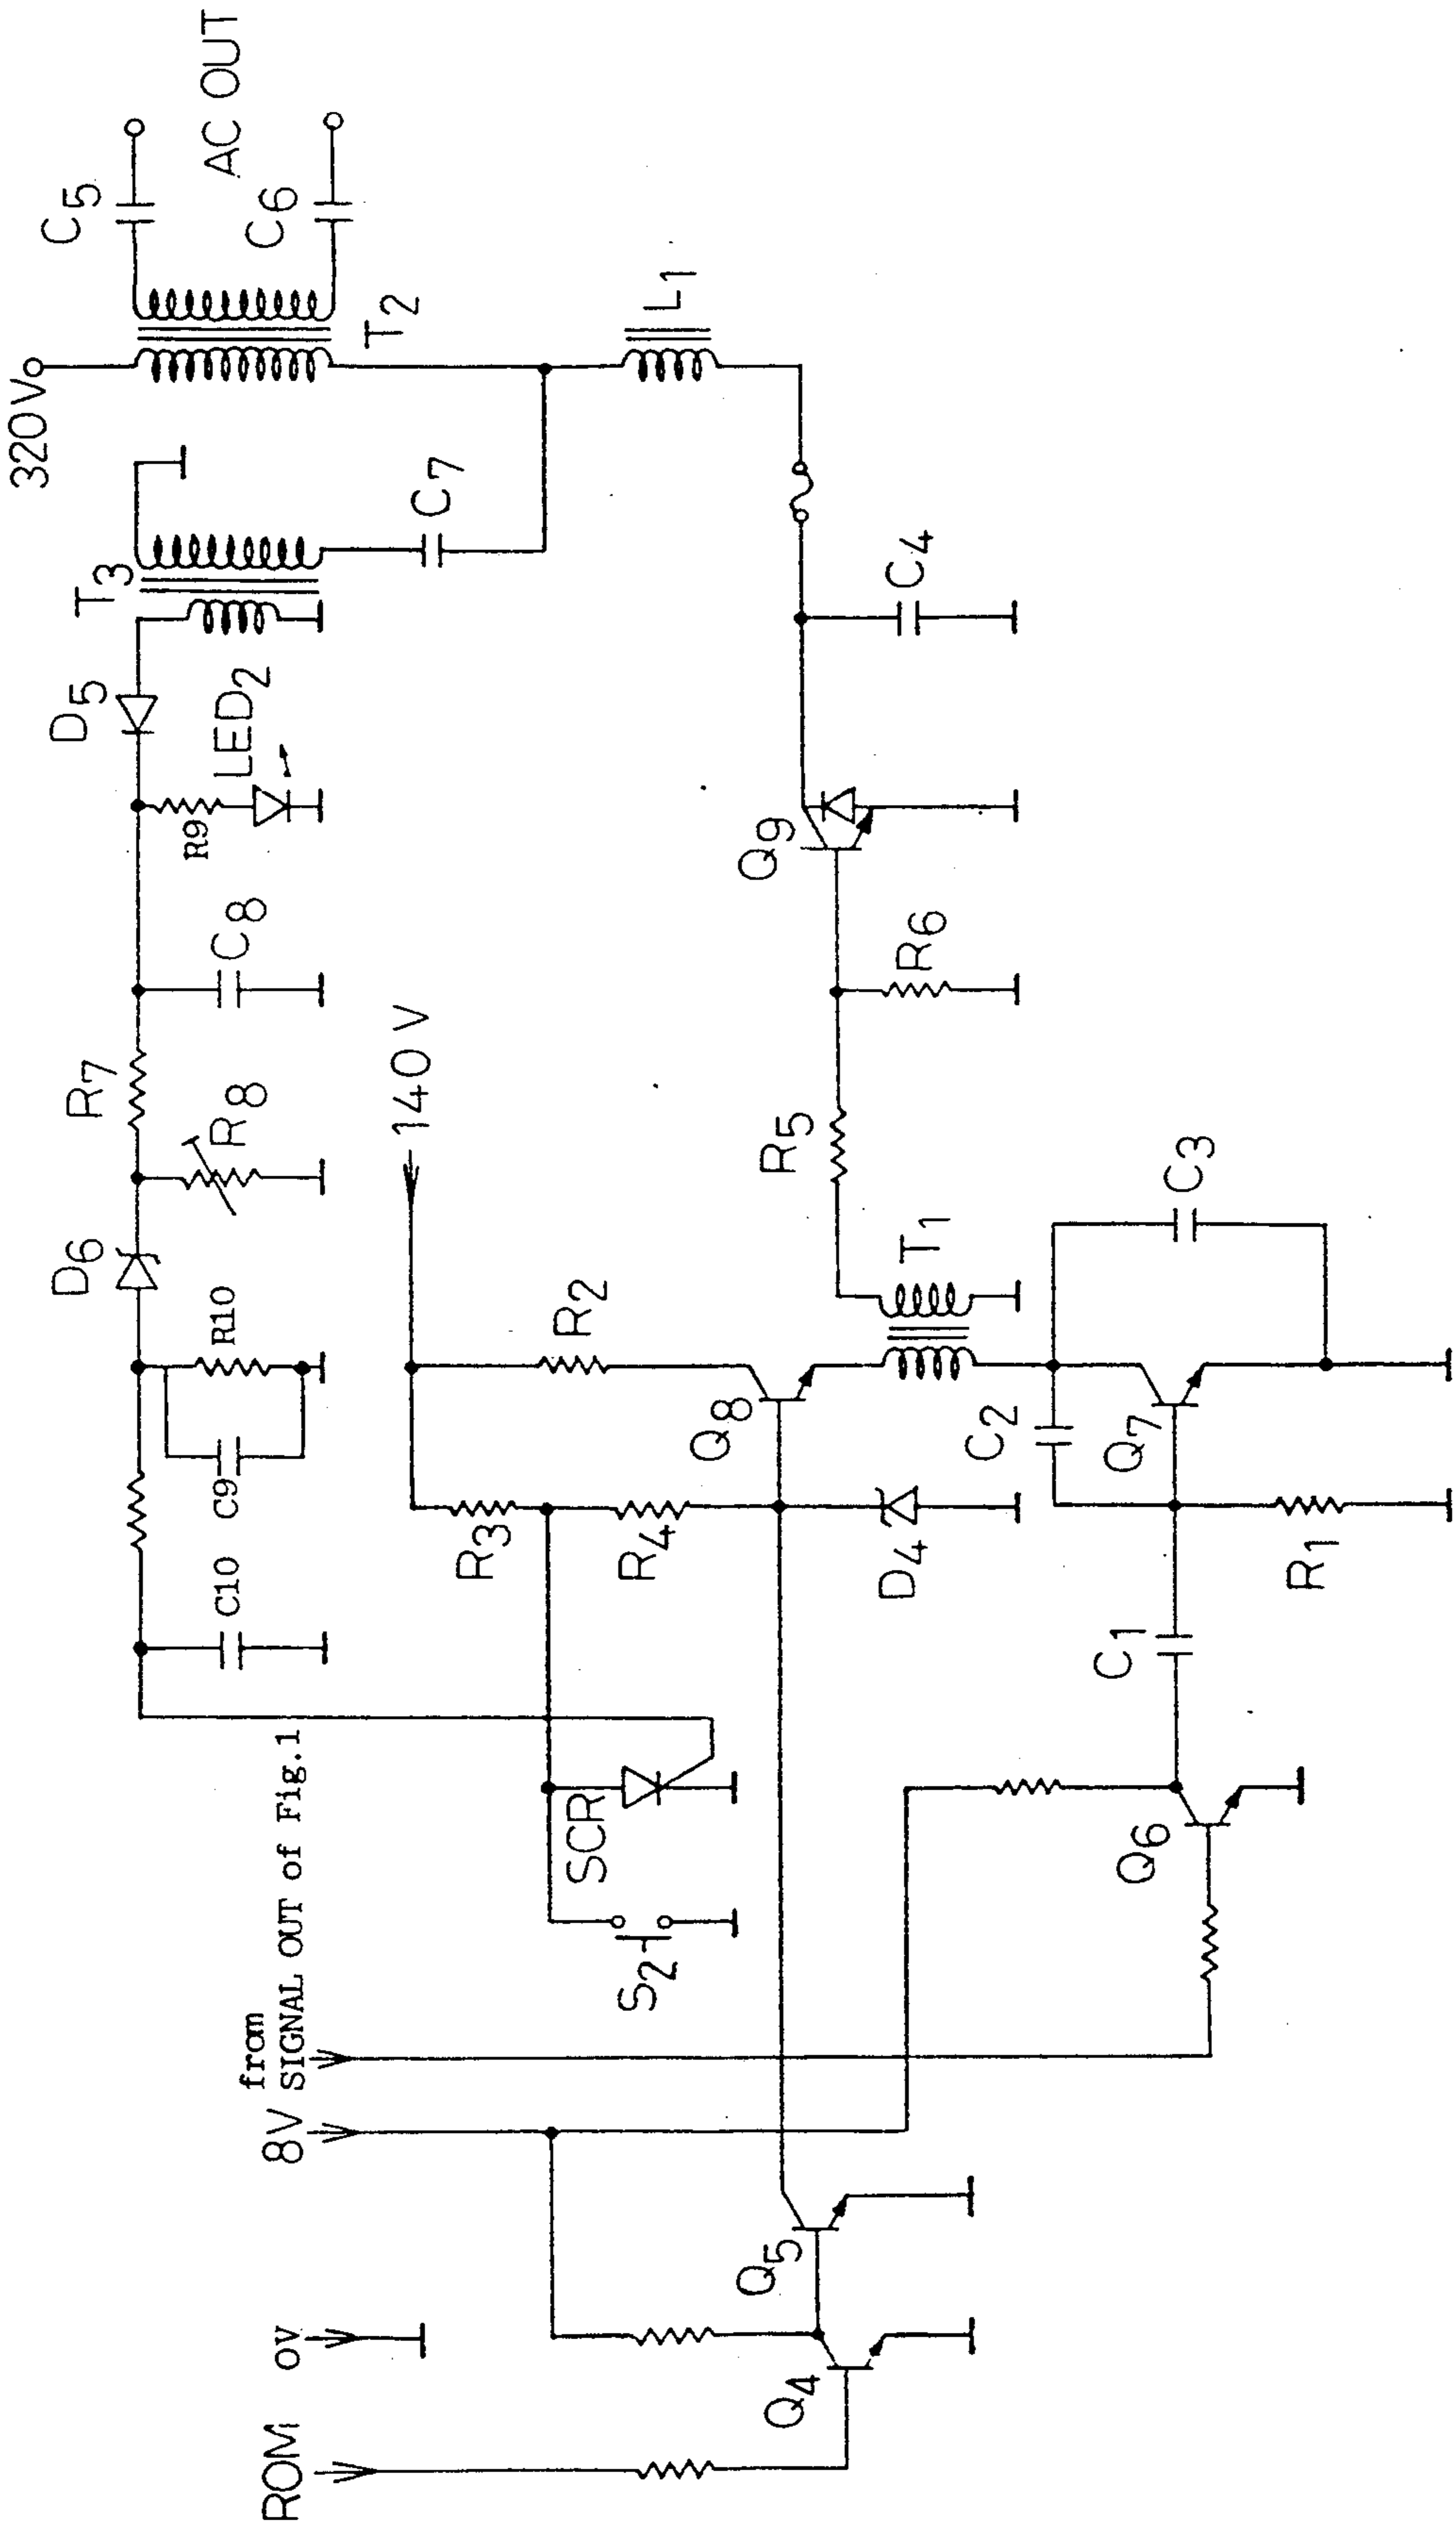 320V
C5
AC OUT
C6
T2
T3
D5
LED2
R9
C7
L1
C8
R7
R8
140 V
C4
Q9
R6
R5
D6
R10
C9
C10
R2
T1
C3
Q8
R3
R4
D4
C2
Q7
R1
C1
from
SIGNAL OUT of Fig.1
SCR
S2
Q6
8V
Q5
0V
Q4
ROM